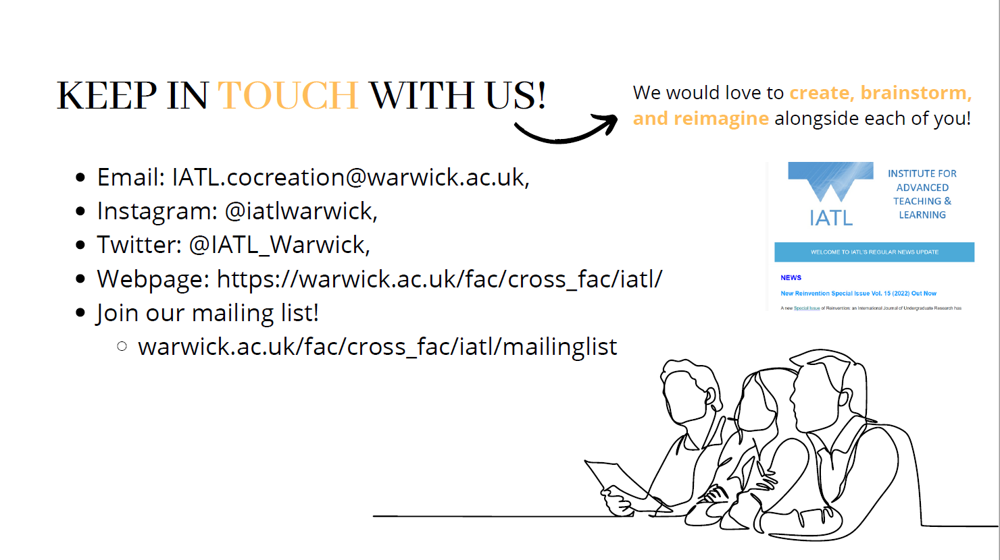 KEEP IN TOUCH WITH US!
We would love to create, brainstorm,
and reimagine alongside each of you!
Email: IATL.cocreation@warwick.ac.uk,
Instagram: @iatlwarwick,
Twitter: @IATL_Warwick,
Webpage: https://warwick.ac.uk/fac/cross_fac/iatl/
Join our mailing list!
warwick.ac.uk/fac/cross_fac/iatl/mailinglist
IATL
INSTITUTE FOR
ADVANCED
TEACHING &
LEARNING
WELCOME TO IATL'S REGULAR NEWS UPDATE
NEWS
New Reinvention Special Issue Vol. 15 (2022) Out Now
A new Special Issue of Reinvention: an International Journal of Undergraduate Research has